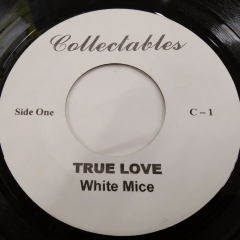 Collectables
Side One
C – 1
TRUE LOVE
White Mice